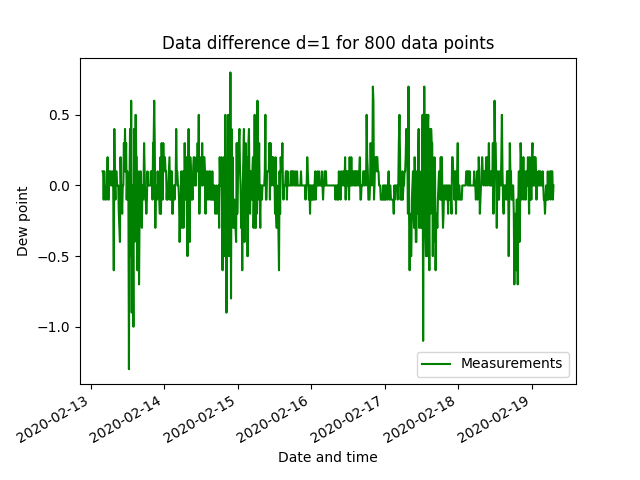 Data difference d=1 for 800 data points
Dew point
0.5
0.0
−0.5
−1.0
Measurements
2020-02-13
2020-02-14
2020-02-15
2020-02-16
2020-02-17
2020-02-18
2020-02-19
Date and time